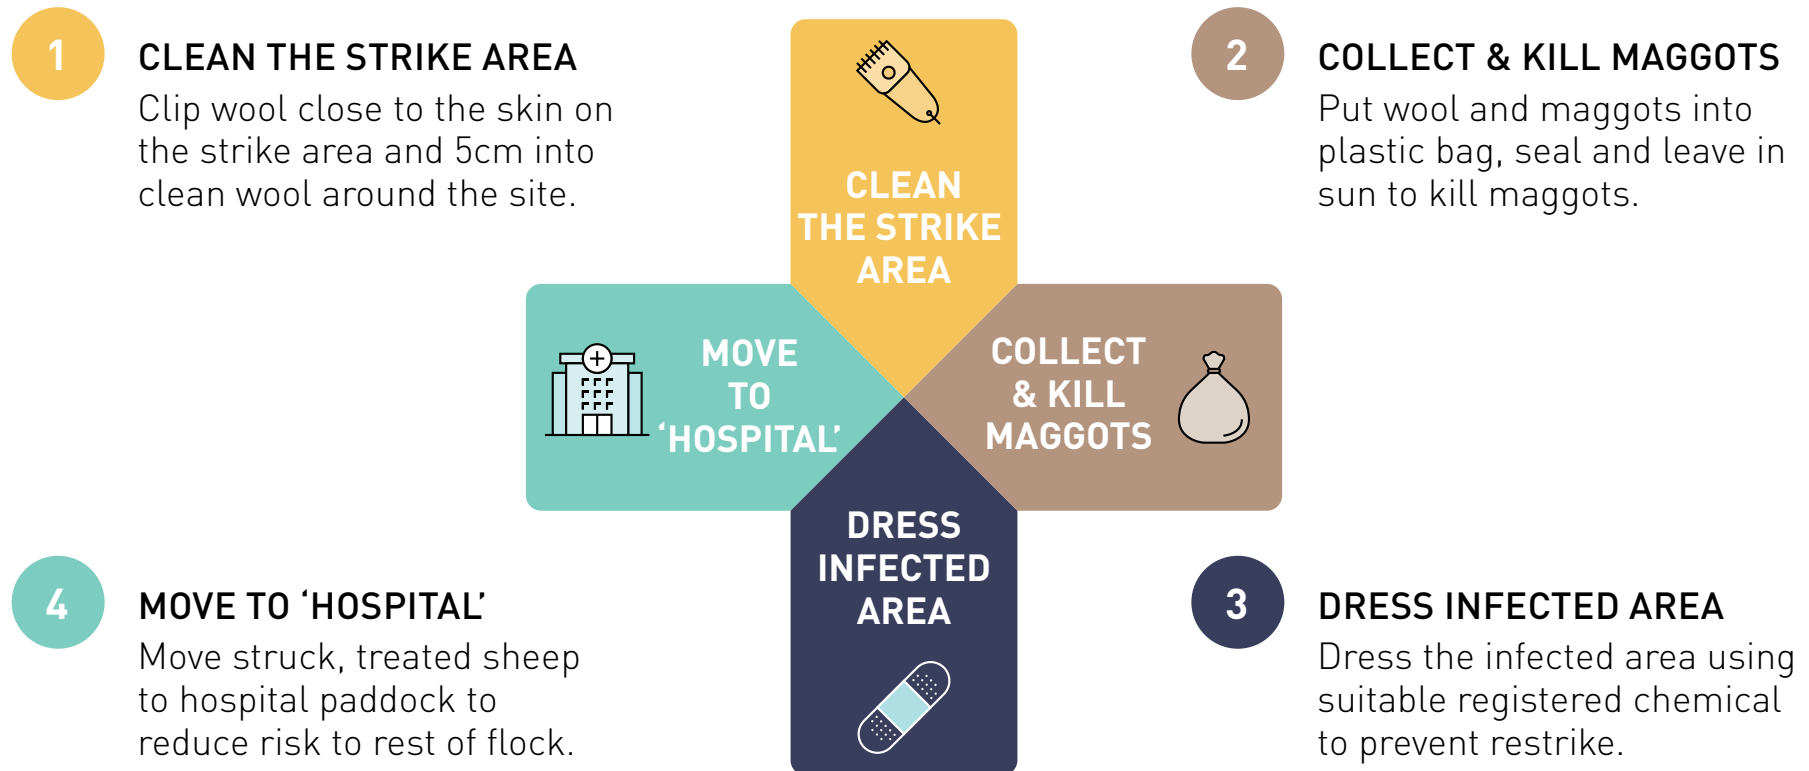 1
CLEAN THE STRIKE AREA
Clip wool close to the skin on
the strike area and 5cm into
clean wool around the site.
2
COLLECT & KILL MAGGOTS
Put wool and maggots into
plastic bag, seal and leave in
sun to kill maggots.
CLEAN
THE STRIKE
AREA
MOVE
TO
‘HOSPITAL’
COLLECT
& KILL
MAGGOTS
DRESS
INFECTED
AREA
4
MOVE TO ‘HOSPITAL’
Move struck, treated sheep
to hospital paddock to
reduce risk to rest of flock.
3
DRESS INFECTED AREA
Dress the infected area using
suitable registered chemical
to prevent restrike.